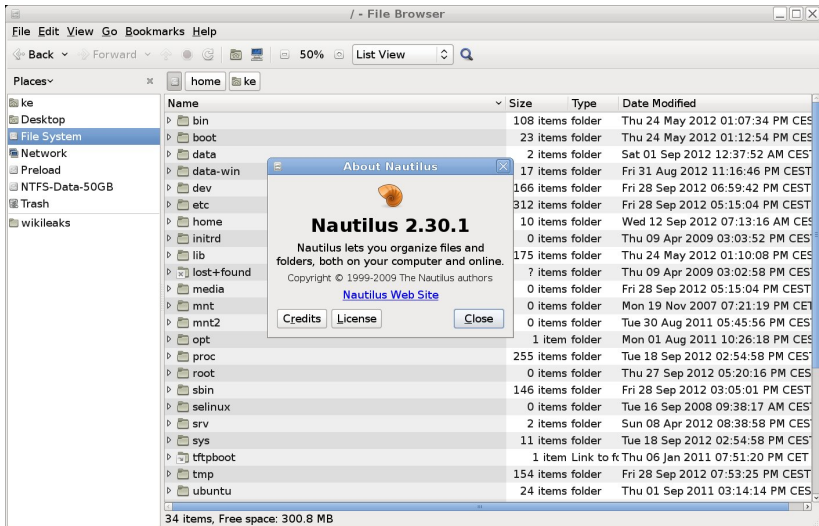 / - File Browser
File Edit View Go Bookmarks Help
Back Forward 50% List View
Places home ke
Name Size Type Date Modified
ke
Desktop
File System
Network
Preload
NTFS-Data-50GB
Trash
wikileaks
bin 108 items folder Thu 24 May 2012 01:07:34 PM CES
boot 23 items folder Thu 24 May 2012 01:12:54 PM CES
data 2 items folder Sat 01 Sep 2012 12:37:52 AM CEST
data-win 17 items folder Fri 31 Aug 2012 11:16:46 PM CEST
dev 166 items folder Fri 28 Sep 2012 06:59:42 PM CEST
etc 312 items folder Fri 28 Sep 2012 05:15:04 PM CEST
home 10 items folder Wed 12 Sep 2012 07:13:16 AM CES
initrd 0 items folder Thu 09 Apr 2009 03:03:52 PM CEST
lib 175 items folder Thu 24 May 2012 01:10:08 PM CEST
lost+found ? items folder Thu 09 Apr 2009 03:02:58 PM CEST
media 0 items folder Fri 28 Sep 2012 05:15:04 PM CEST
mnt 0 items folder Mon 19 Nov 2007 07:21:19 PM CET
mnt2 0 items folder Tue 30 Aug 2011 05:45:56 PM CEST
opt 1 item folder Mon 01 Aug 2011 10:26:18 PM CEST
proc 255 items folder Tue 18 Sep 2012 02:54:58 PM CEST
root 0 items folder Thu 27 Sep 2012 05:20:16 PM CES
sbin 146 items folder Fri 28 Sep 2012 03:05:01 PM CEST
selinux 0 items folder Tue 16 Sep 2008 09:38:17 AM CEST
srv 2 items folder Sun 08 Apr 2012 08:38:58 PM CEST
sys 11 items folder Tue 18 Sep 2012 02:54:58 PM CEST
tftpboot 1 item Link to fo Thu 06 Jan 2011 07:51:20 PM CET
tmp 154 items folder Fri 28 Sep 2012 07:53:25 PM CEST
ubuntu 24 items folder Thu 01 Sep 2011 03:14:14 PM CEST
34 items, Free space: 300.8 MB
About Nautilus
Nautilus 2.30.1
Nautilus lets you organize files and
folders, both on your computer and online.
Copyright © 1999-2009 The Nautilus authors
Nautilus Web Site
Credits License Close